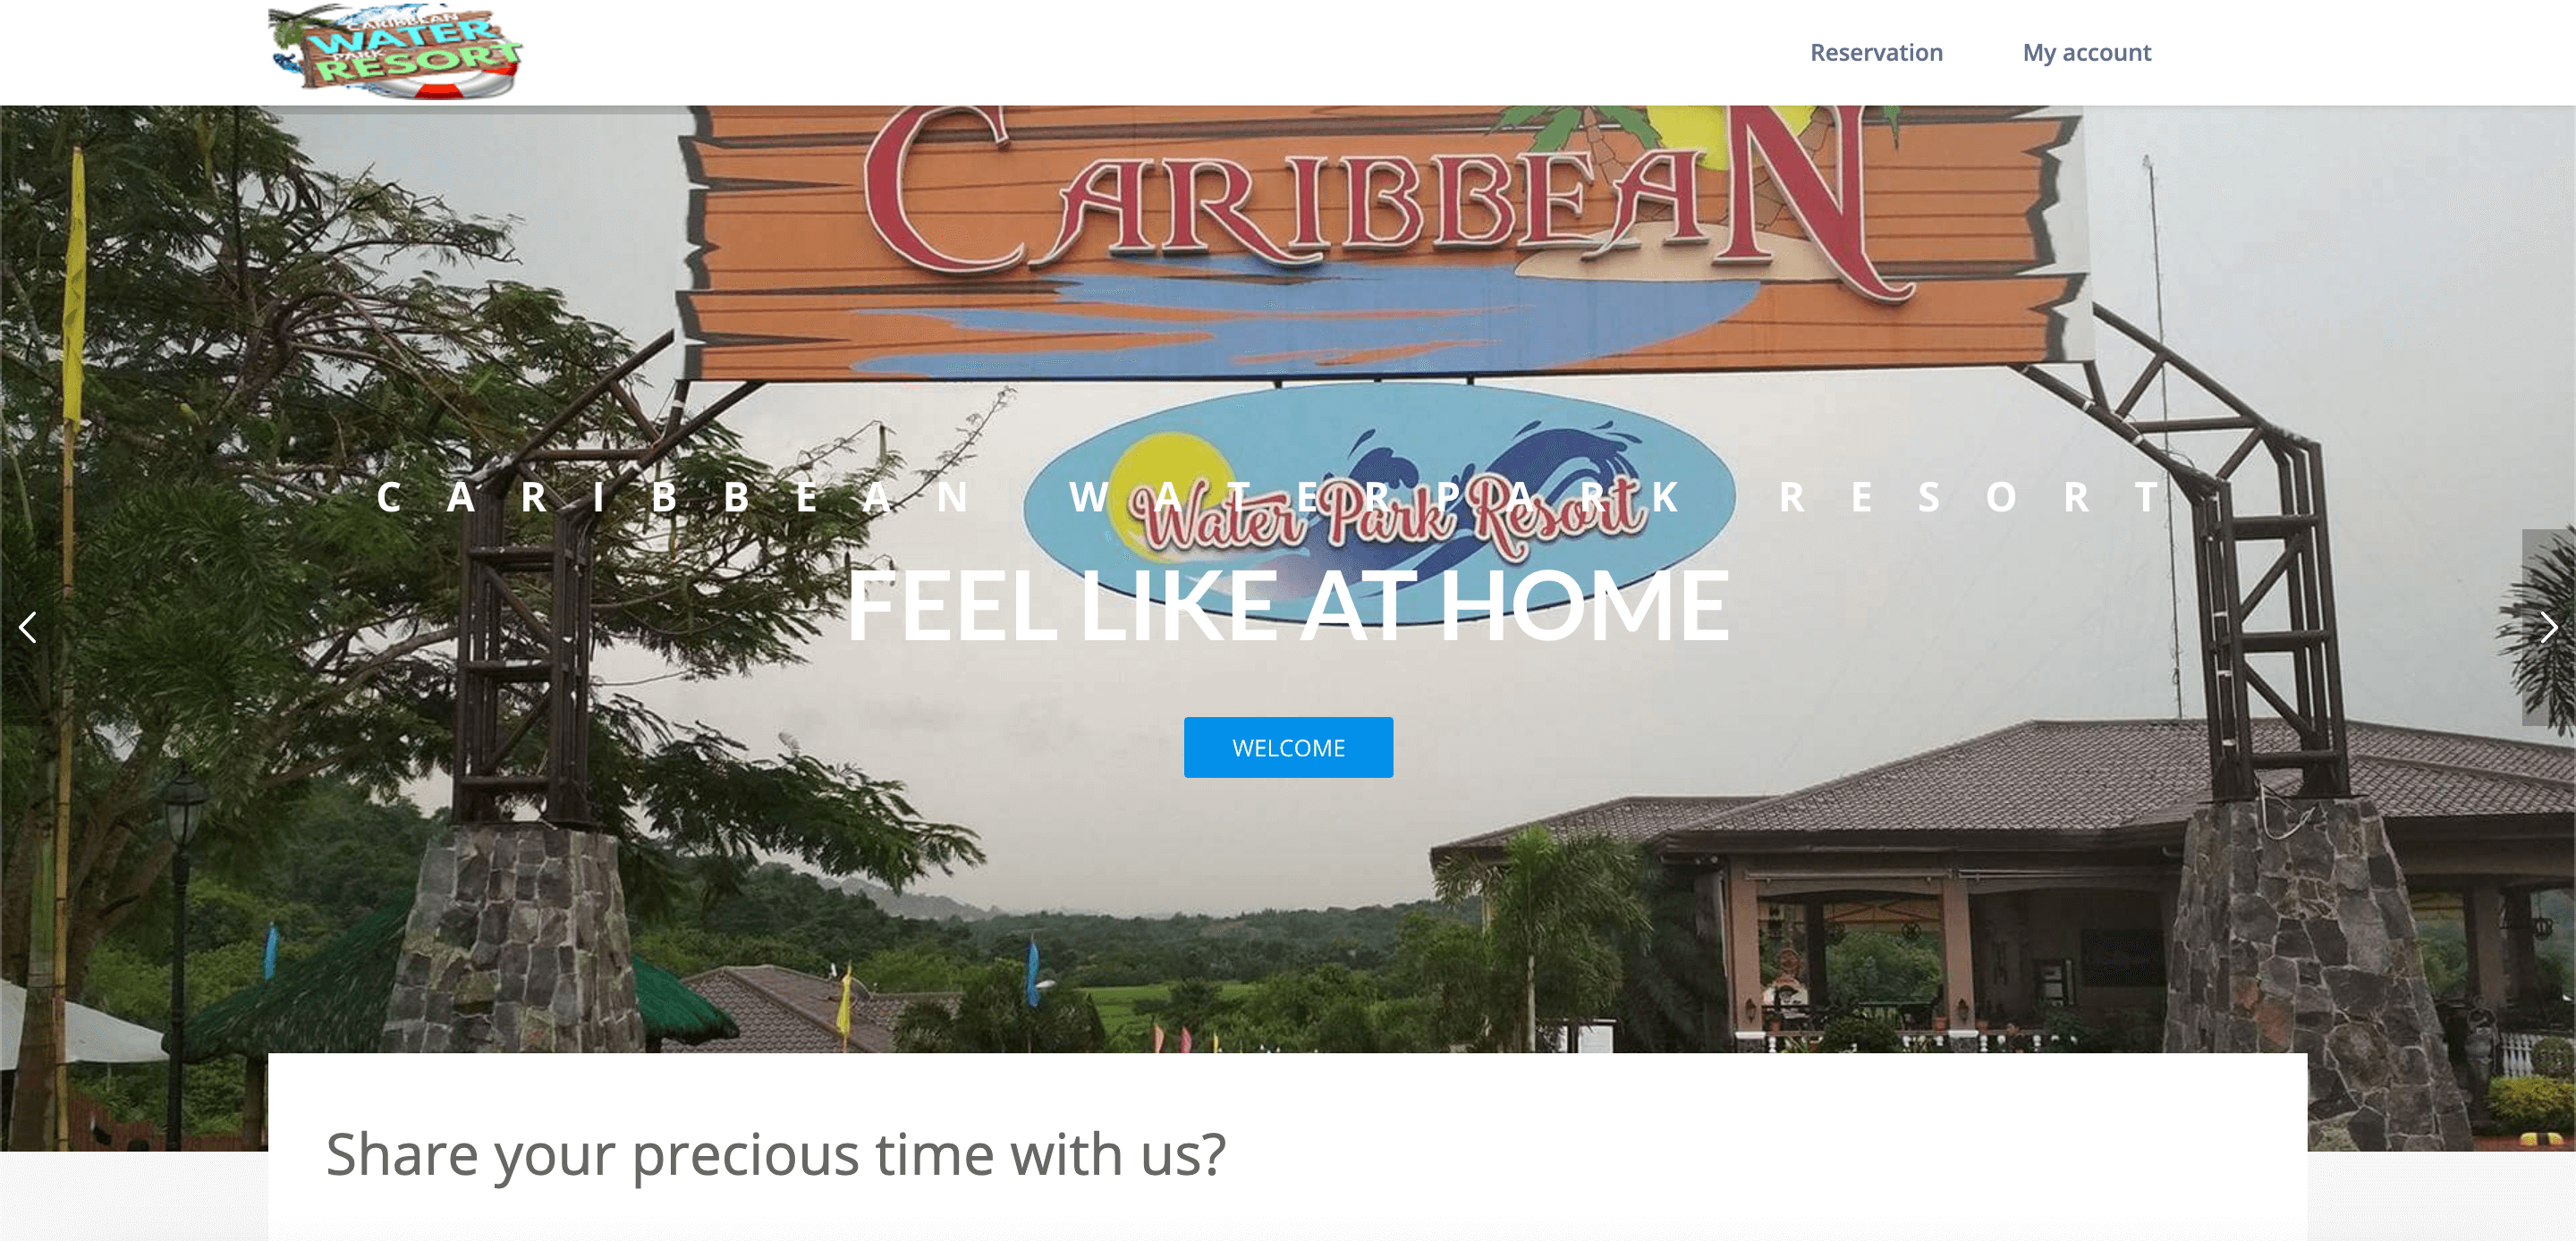 CARIBBEAN
WATER
PARK
RESORT
Reservation
My account
CARIBBEAN
Water Park Resort
CARIBBEAN WATERPARK RESORT
FEEL LIKE AT HOME
WELCOME
Share your precious time with us?